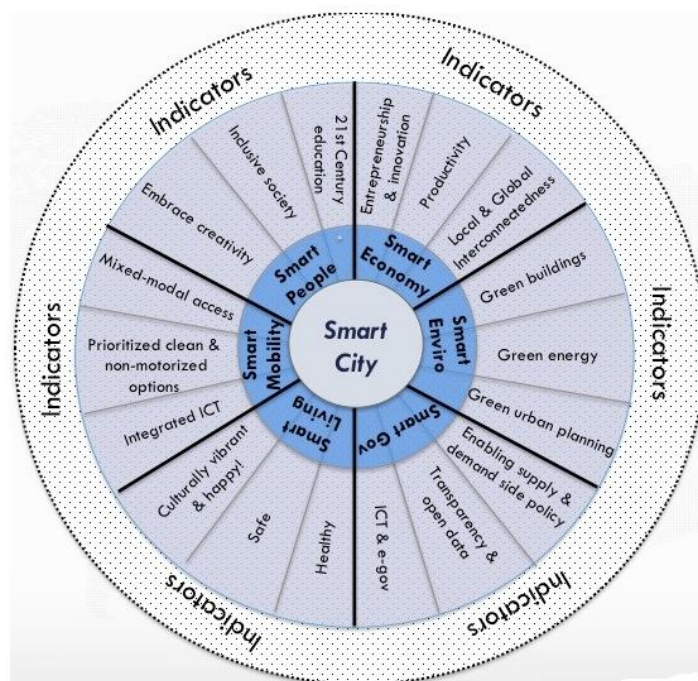 Smart
City
Smart
Economy
Entrepreneurship
& innovation
Productivity
Local & Global
Interconnectedness
Smart
Enviro
Green buildings
Green energy
Green urban planning
Smart Gov
Enabling supply &
demand side policy
Transparency &
open data
ICT & e-gov
Smart
Living
Healthy
Safe
Culturally vibrant
& happy!
Smart
Mobility
Integrated ICT
Prioritized clean &
non-motorized
options
Mixed-modal access
Smart
People
Embrace creativity
Inclusive society
21st Century
education
Indicators
Indicators
Indicators
Indicators
Indicators
Indicators